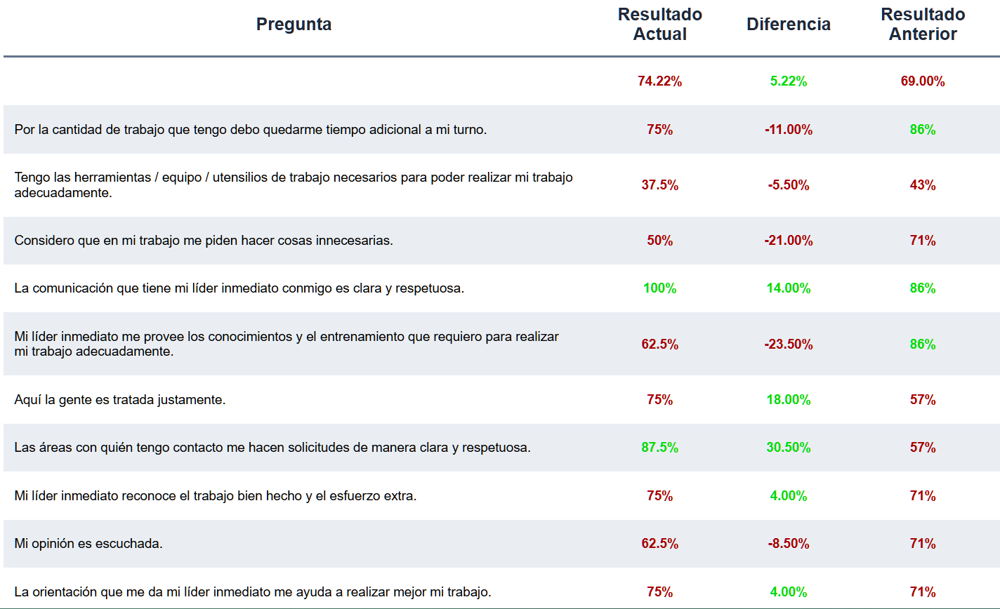 Pregunta Resultado Actual Diferencia Resultado Anterior
74.22% 5.22% 69.00%
Por la cantidad de trabajo que tengo debo quedarme tiempo adicional a mi turno. 75% -11.00% 86%
Tengo las herramientas / equipo / utensilios de trabajo necesarios para poder realizar mi trabajo
adecuadamente. 37.5% -5.50% 43%
Considero que en mi trabajo me piden hacer cosas innecesarias. 50% -21.00% 71%
La comunicación que tiene mi líder inmediato conmigo es clara y respetuosa. 100% 14.00% 86%
Mi líder inmediato me provee los conocimientos y el entrenamiento que requiero para realizar
mi trabajo adecuadamente. 62.5% -23.50% 86%
Aquí la gente es tratada justamente. 75% 18.00% 57%
Las áreas con quién tengo contacto me hacen solicitudes de manera clara y respetuosa. 87.5% 30.50% 57%
Mi líder inmediato reconoce el trabajo bien hecho y el esfuerzo extra. 75% 4.00% 71%
Mi opinión es escuchada. 62.5% -8.50% 71%
La orientación que me da mi líder inmediato me ayuda a realizar mejor mi trabajo. 75% 4.00% 71%